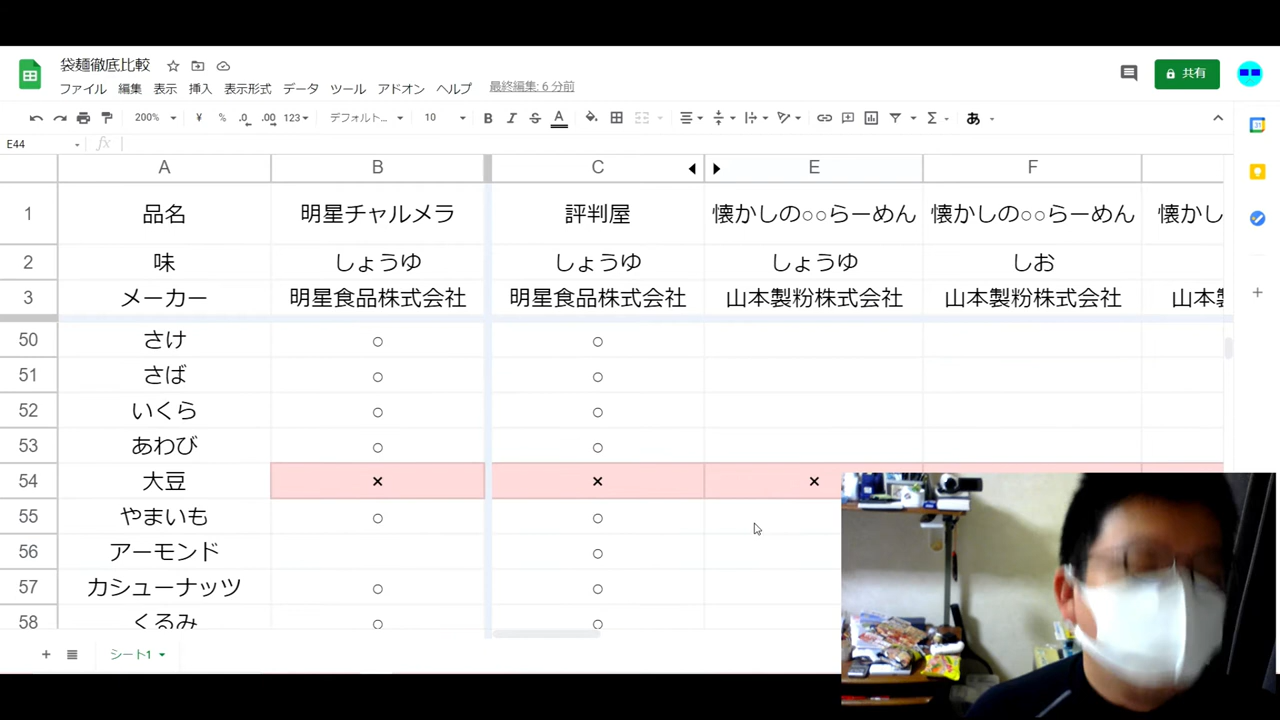 袋麺徹底比較
ファイル 編集 表示 挿入 表示形式 データ ツール アドオン ヘルプ 最終編集: 6 分前
共有
200% ¥ % .0 .00 123 デフォルト... 10 B I S A Σ あ
E44 fx
A B C E F
1 品名 明星チャルメラ 評判屋 懐かしの○○らーめん 懐かしの○○らーめん 懐かし
2 味 しょうゆ しょうゆ しょうゆ しお
3 メーカー 明星食品株式会社 明星食品株式会社 山本製粉株式会社 山本製粉株式会社 山本
50 さけ ○ ○
51 さば ○ ○
52 いくら ○ ○
53 あわび ○ ○
54 大豆 × × ×
55 やまいも ○ ○
56 アーモンド ○
57 カシューナッツ ○ ○
58 くるみ ○ ○
+ シート1
31